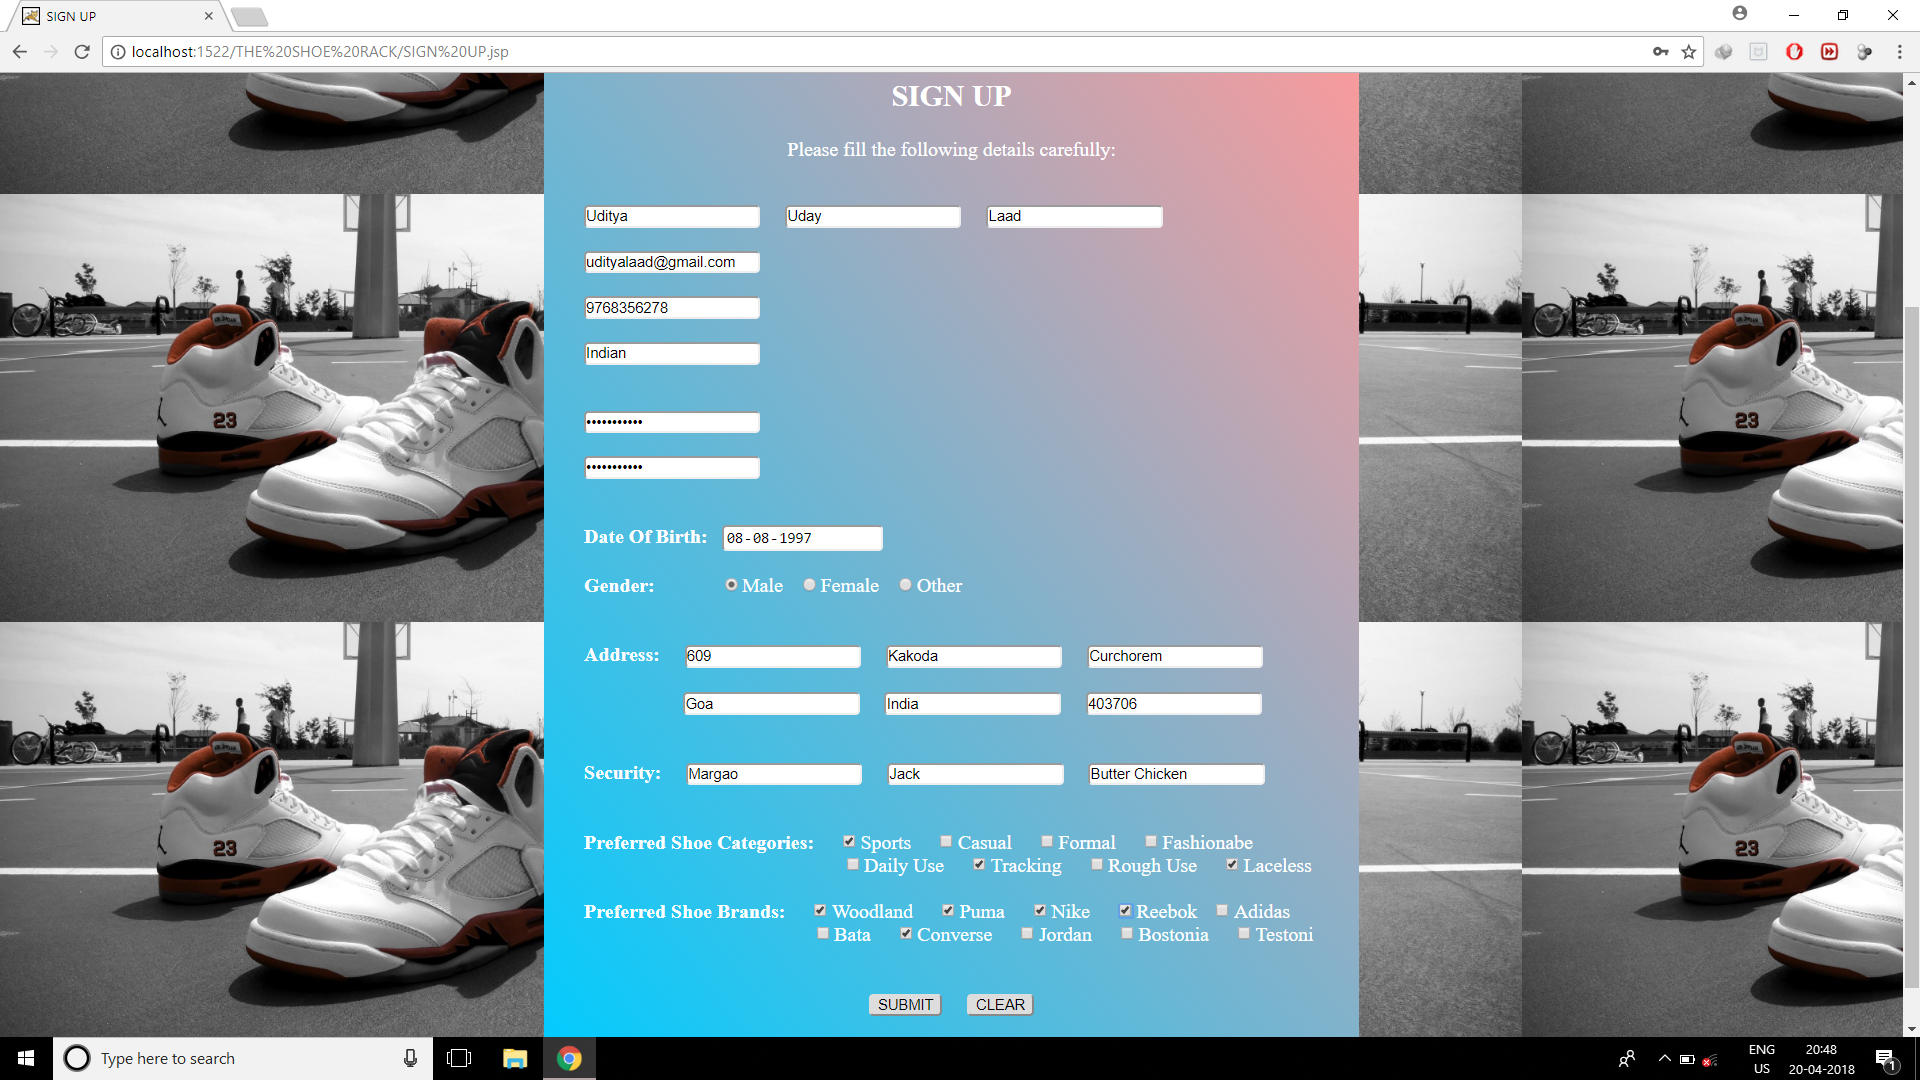 SIGN UP
localhost:1522/THE%20SHOE%20RACK/SIGN%20UP.jsp
SIGN UP
Please fill the following details carefully:
Uditya Uday Laad
udityalaad@gmail.com
9768356278
Indian
•••••••••••
•••••••••••
Date Of Birth: 08-08-1997
Gender: Male Female Other
Address: 609 Kakoda Curchorem
Goa India 403706
Security: Margao Jack Butter Chicken
Preferred Shoe Categories: Sports Casual Formal Fashionabe
Daily Use Tracking Rough Use Laceless
Preferred Shoe Brands: Woodland Puma Nike Reebok Adidas
Bata Converse Jordan Bostonia Testoni
SUBMIT CLEAR
23
23
23
23
Type here to search
ENG
US
20:48
20-04-2018
1